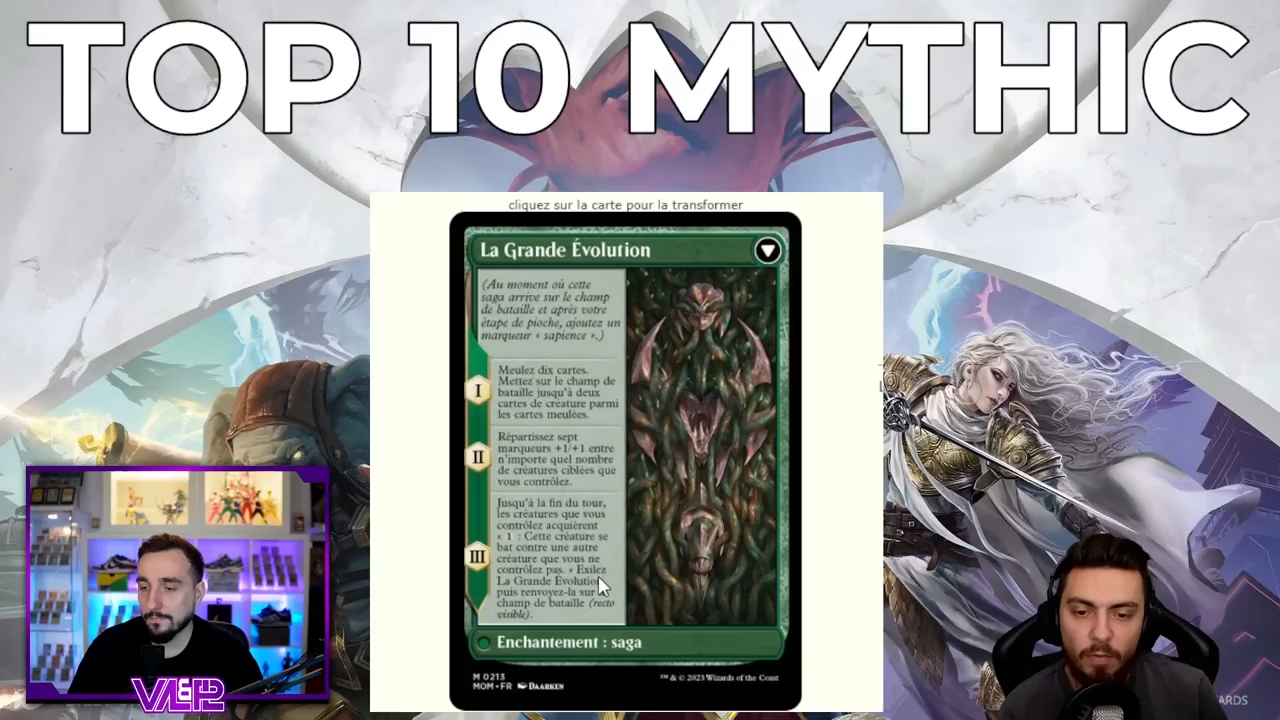 TOP 10 MYTHIC
cliquez sur la carte pour la transformer
La Grande Évolution
(Au moment où cette
saga arrive sur le champ
de bataille et après votre
étape de pioche, ajoutez un
marqueur « sapience ».)
I
Meulez dix cartes.
Mettez sur le champ de
bataille jusqu'à deux
cartes de créature parmi
les cartes meulées.
II
Répartissez sept
marqueurs +1/+1 entre
n'importe quel nombre
de créatures ciblées que
vous contrôlez.
III
Jusqu'à la fin du tour,
les créatures que vous
contrôlez acquièrent
« 1 : Cette créature se
bat contre une autre
créature que vous ne
contrôlez pas. » Exilez
La Grande Évolution
puis renvoyez-la sur
champ de bataille (recto
visible).
Enchantement : saga
M 0213
MOM • FR DAARKEN
™ & © 2023 Wizards of the Coast
ARDS